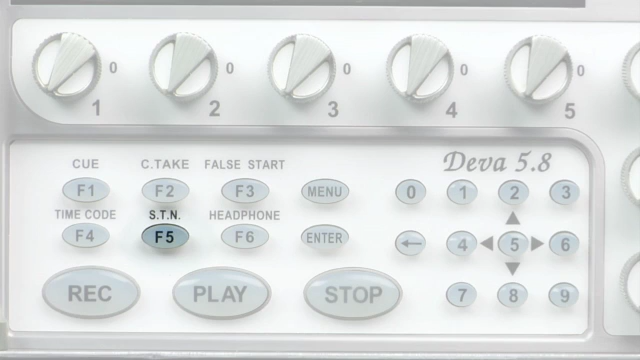 0 0 0 0 0
1 2 3 4 5
CUE C.TAKE FALSE START Deva 5.8
F1 F2 F3 MENU 0 1 2 3
TIME CODE S.T.N. HEADPHONE
F4 F5 F6 ENTER ← 4 5 6
REC PLAY STOP 7 8 9